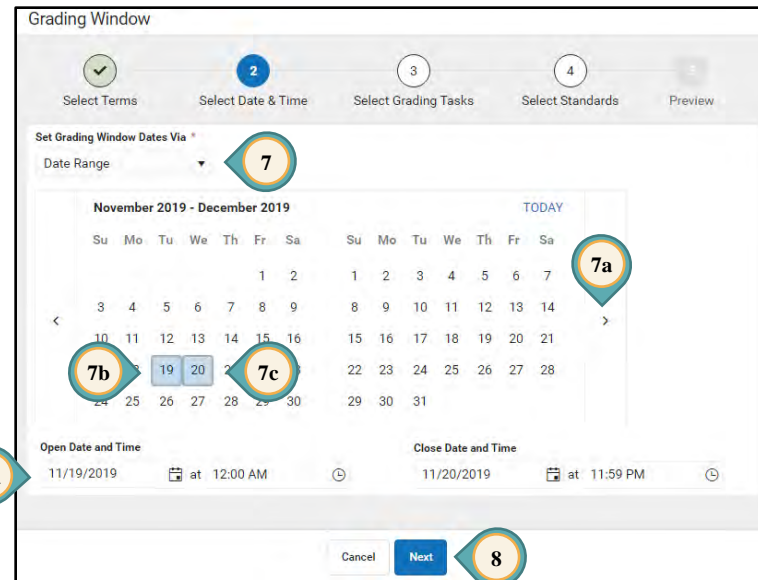 Grading Window
2 3 4
Select Terms Select Date & Time Select Grading Tasks Select Standards Preview
Set Grading Window Dates Via *
Date Range 7
November 2019 - December 2019 TODAY
Su Mo Tu We Th Fr Sa Su Mo Tu We Th Fr Sa
1 2 1 2 3 4 5 6 7 7a
3 4 5 6 7 8 9 8 9 10 11 12 13 14
< >
10 11 12 13 14 15 16 15 16 17 18 19 20 21
7b 19 20 7c 22 23 24 25 26 27 28
24 25 26 27 28 29 30 29 30 31
Open Date and Time Close Date and Time
11/19/2019 at 12:00 AM 11/20/2019 at 11:59 PM
Cancel Next 8